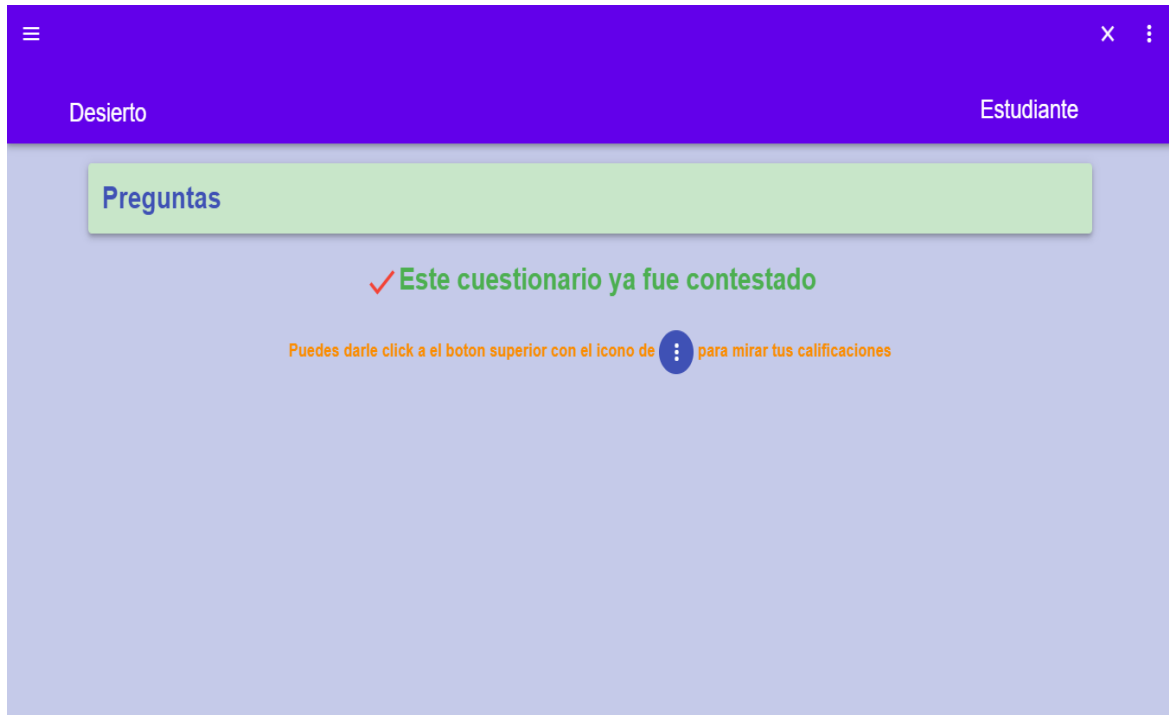 Desierto
Estudiante
Preguntas
Este cuestionario ya fue contestado
Puedes darle click a el boton superior con el icono de para mirar tus calificaciones